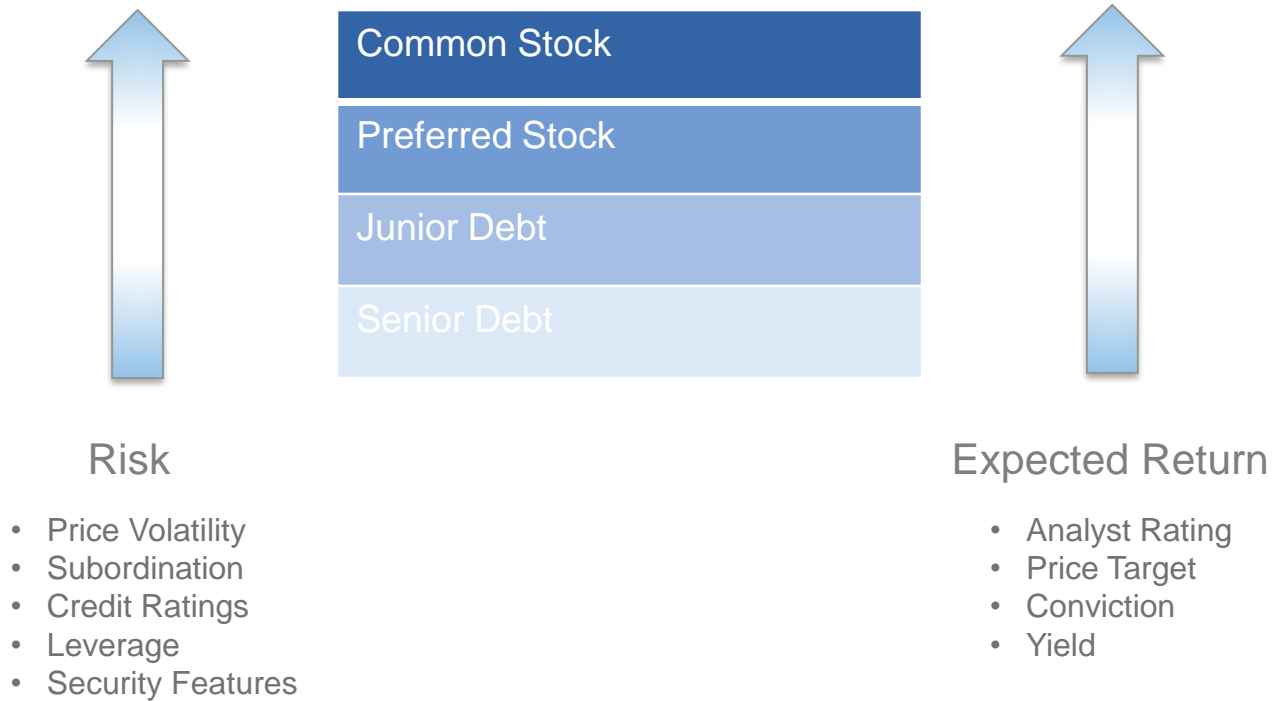 Common Stock
Preferred Stock
Junior Debt
Senior Debt
Risk
• Price Volatility
• Subordination
• Credit Ratings
• Leverage
• Security Features
Expected Return
• Analyst Rating
• Price Target
• Conviction
• Yield